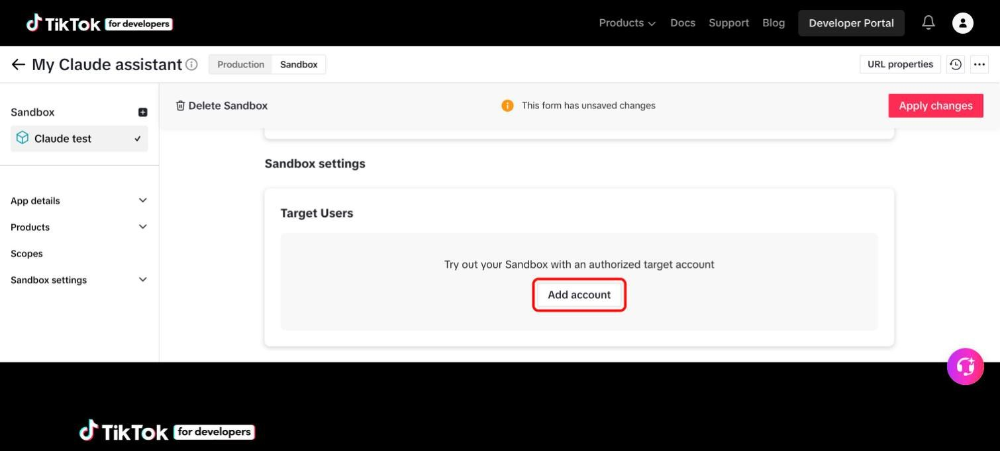 TikTok for developers
Products
Docs
Support
Blog
Developer Portal
My Claude assistant
Production
Sandbox
URL properties
Sandbox
Claude test
App details
Products
Scopes
Sandbox settings
Delete Sandbox
This form has unsaved changes
Apply changes
Sandbox settings
Target Users
Try out your Sandbox with an authorized target account
Add account
TikTok for developers